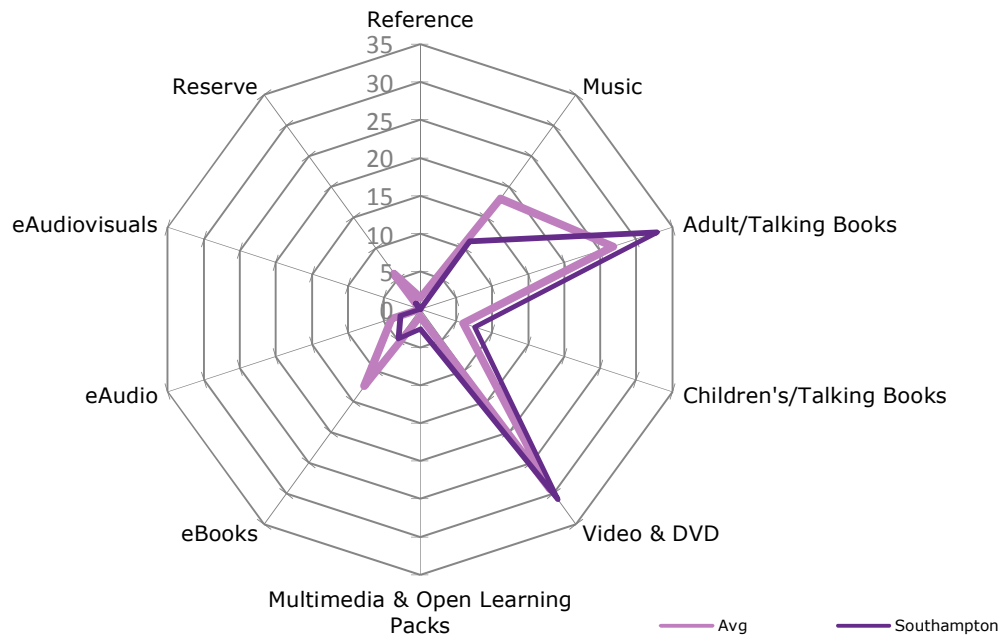 Reference
35
30
25
20
15
10
5
0
Reserve
Music
eAudiovisuals
Adult/Talking Books
eAudio
Children's/Talking Books
eBooks
Video & DVD
Multimedia & Open Learning
Packs
Avg
Southampton